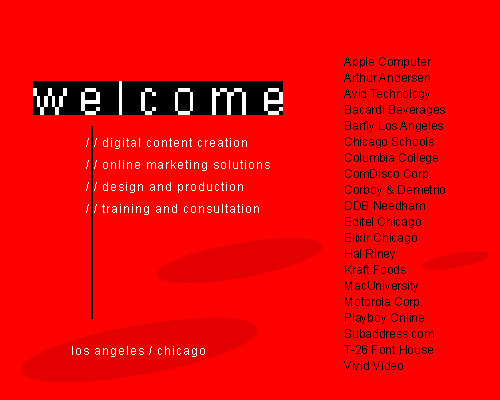 welcome
// digital content creation
// online marketing solutions
// design and production
// training and consultation
los angeles / chicago
Apple Computer
Arthur Andersen
Avid Technology
Bacardi Beverages
Barfly Los Angeles
Chicago Schools
Columbia College
ComDisco Corp.
Corboy & Demetrio
DDB Needham
Editel Chicago
Elixir Chicago
Hal Riney
Kraft Foods
MacUniversity
Motorola Corp.
Playboy Online
Subaddress.com
T-26 Font House
Vivid Video